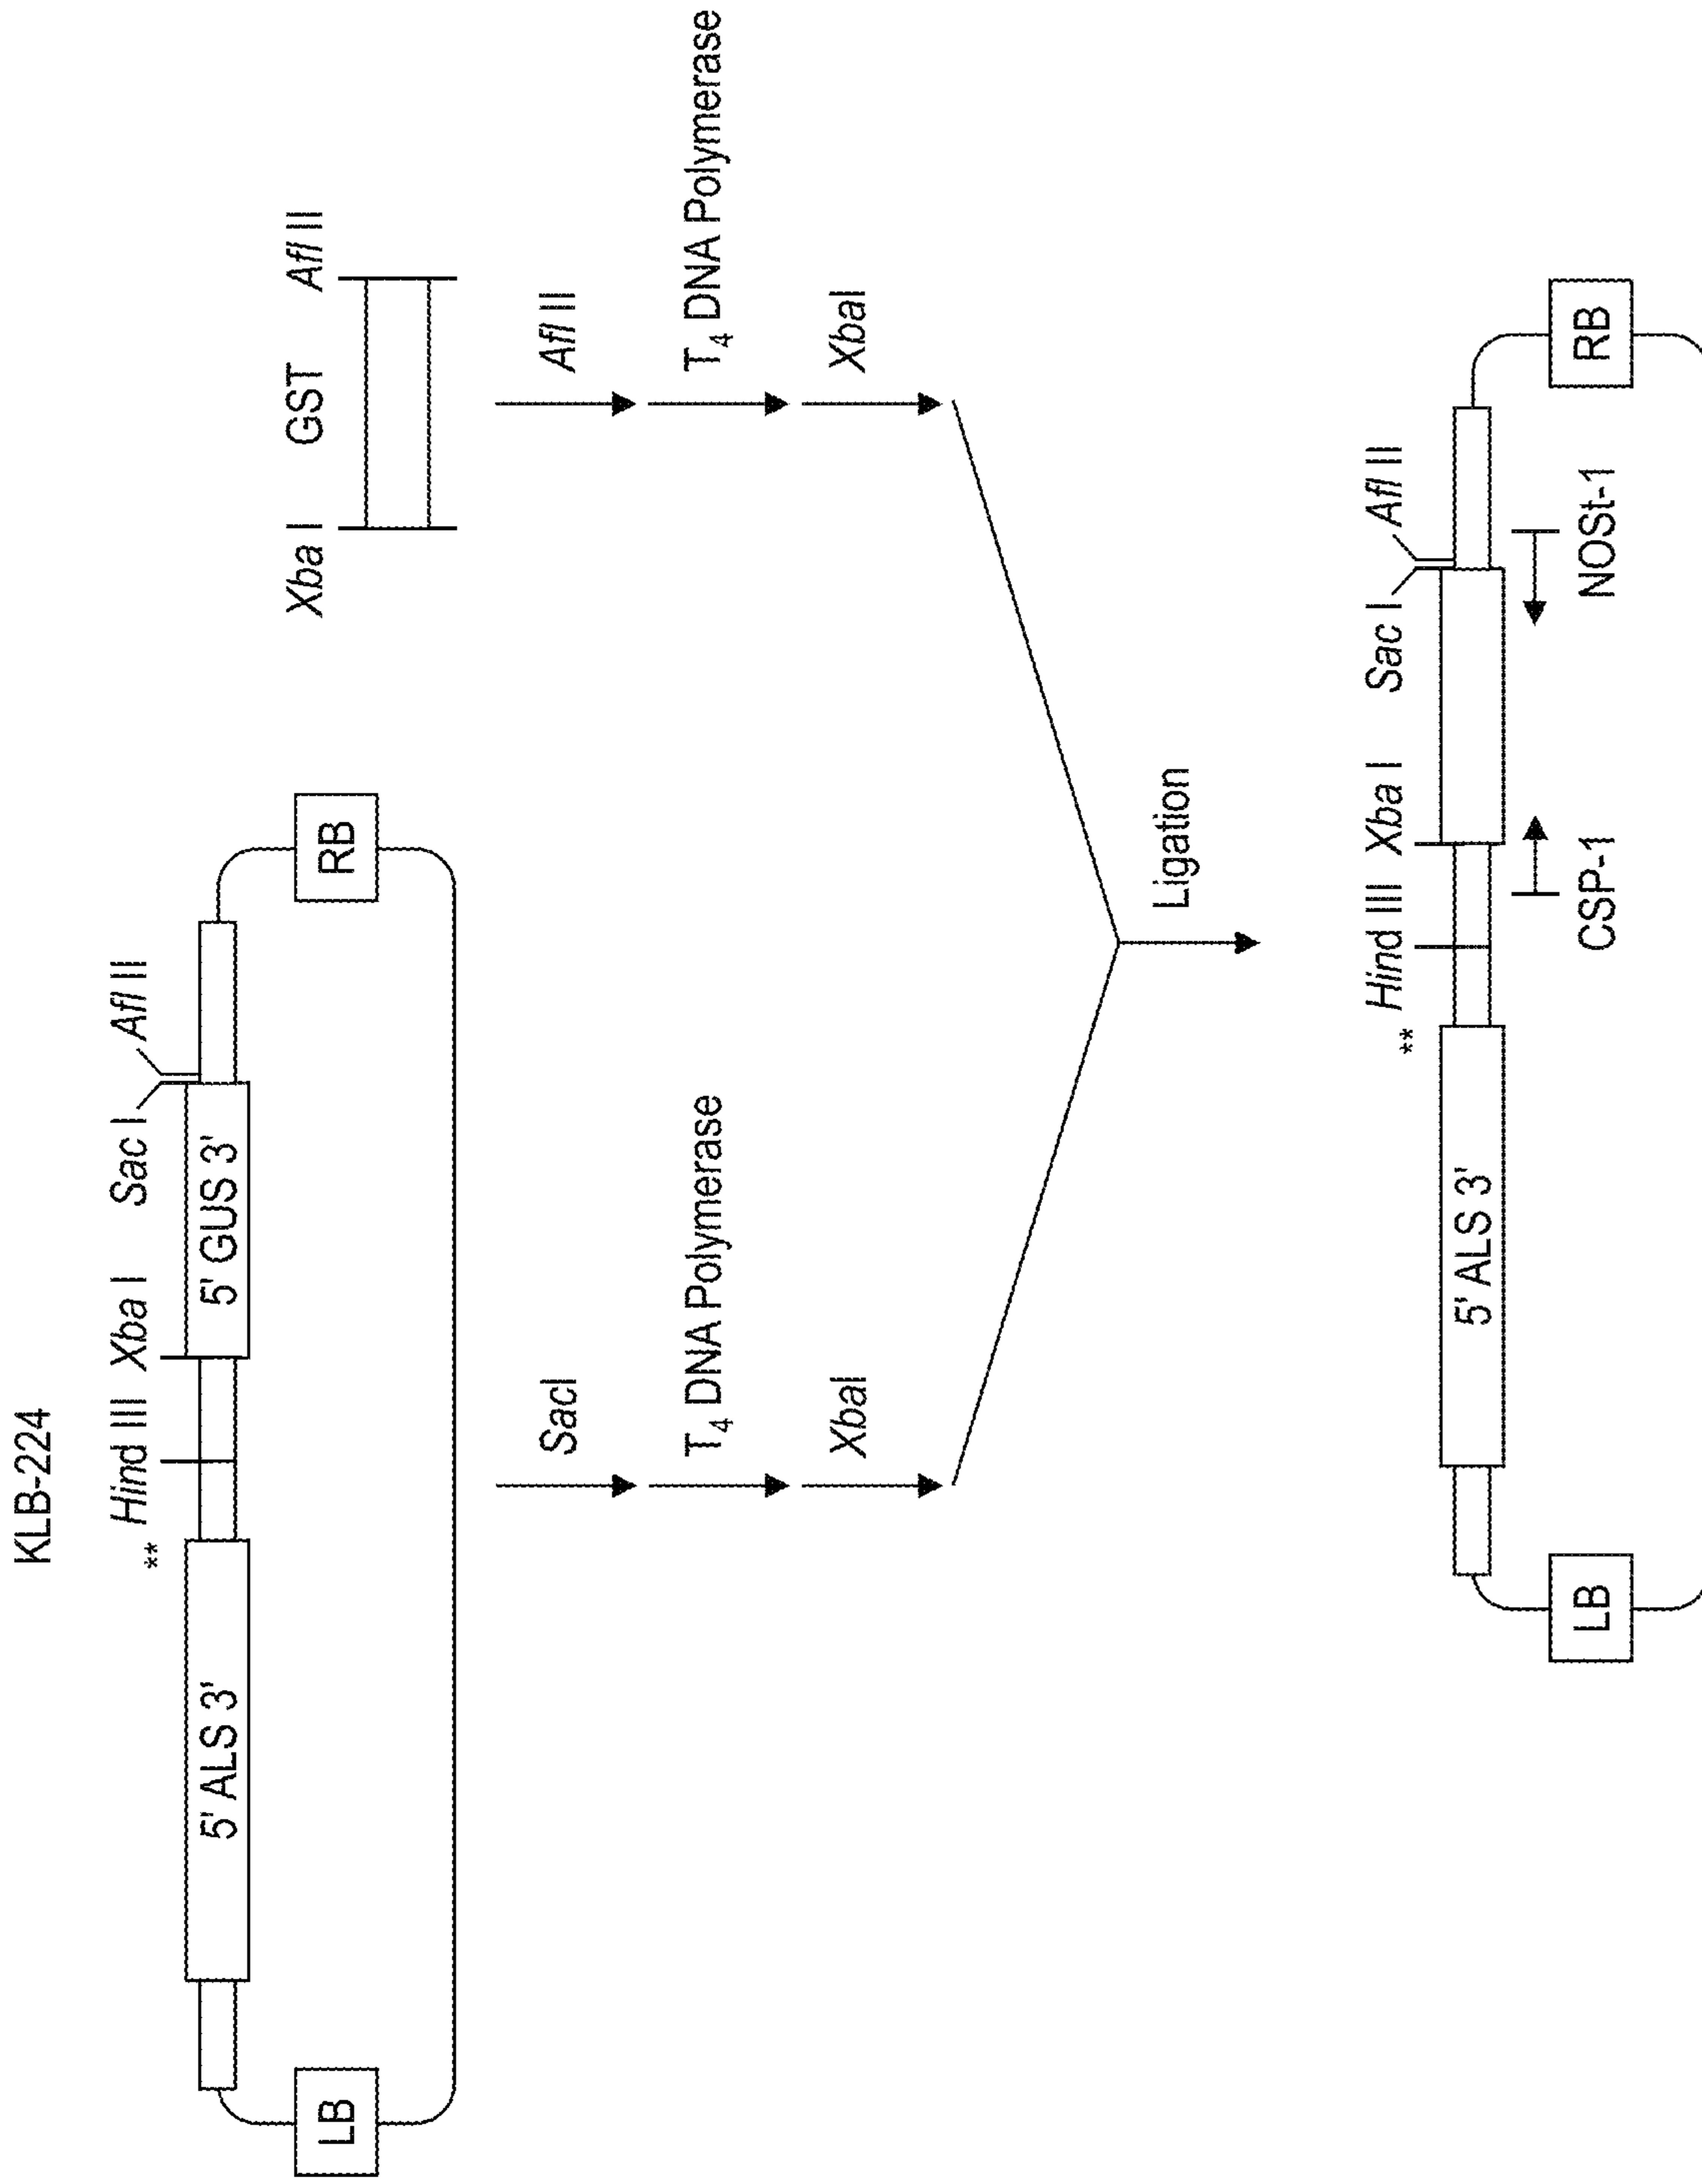 KLB-224
** Hind III Xba I Sac I Afl II
5' ALS 3' 5' GUS 3'
LB RB
Xba I GST Afl II
SacI
T4 DNA Polymerase
XbaI
Afl II
T4 DNA Polymerase
XbaI
Ligation
** Hind III Xba I Sac I Afl II
5' ALS 3'
LB RB
CSP-1 NOSt-1